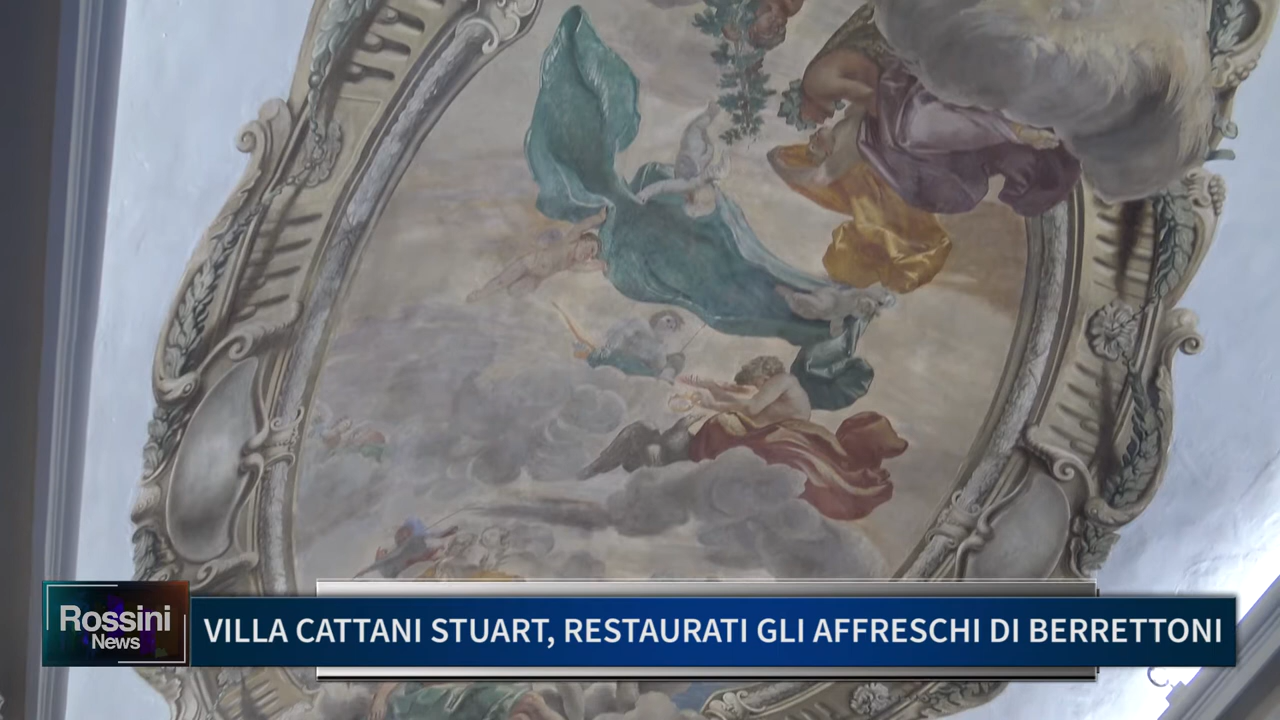 Rossini
News
VILLA CATTANI STUART, RESTAURATI GLI AFFRESCHI DI BERRETTONI